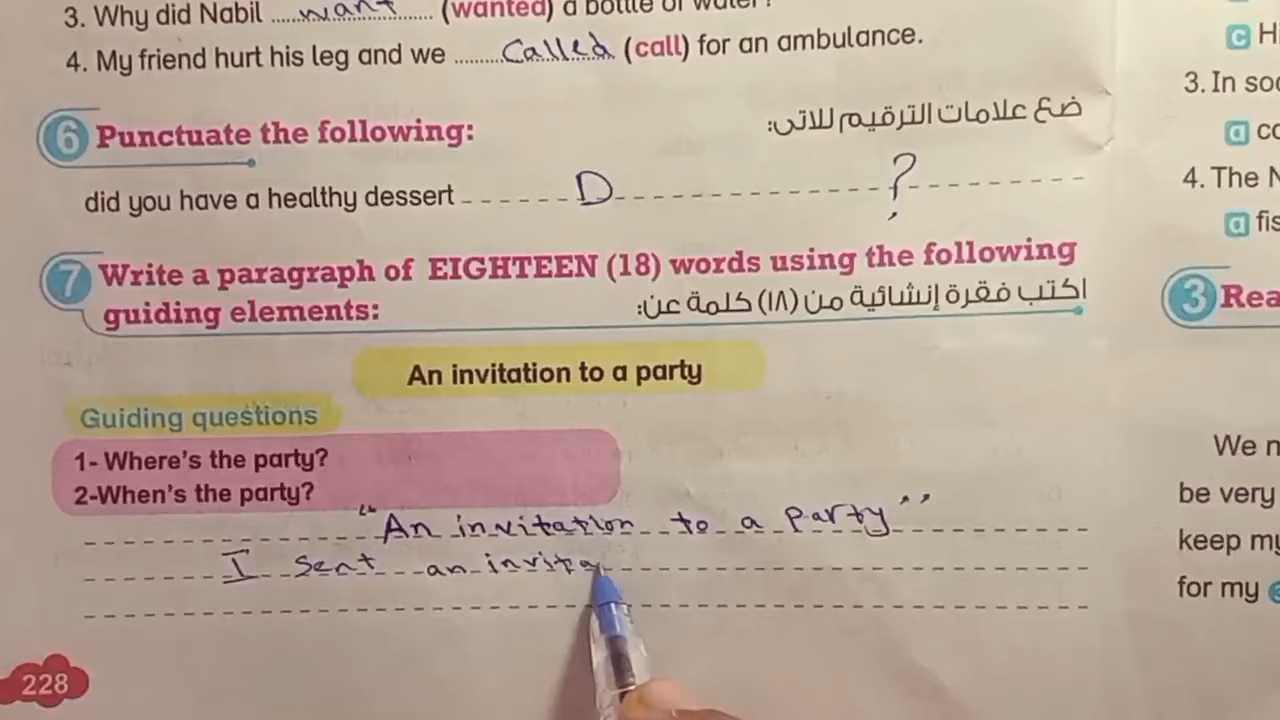 3. Why did Nabil want (wanted) a bottle of water?
4. My friend hurt his leg and we Called (call) for an ambulance.
6 Punctuate the following:
ضع علامات الترقيم للاتى:
did you have a healthy dessert D ?
7 Write a paragraph of EIGHTEEN (18) words using the following
guiding elements:
اكتب فقرة إنشائية من (١٨) كلمة عن:
An invitation to a party
Guiding questions
1- Where's the party?
2-When's the party?
"An invitation to a party"
I sent an invita
228
c H
3. In so
a co
4. The N
a fis
3 Rea
We n
be very
keep my
for my